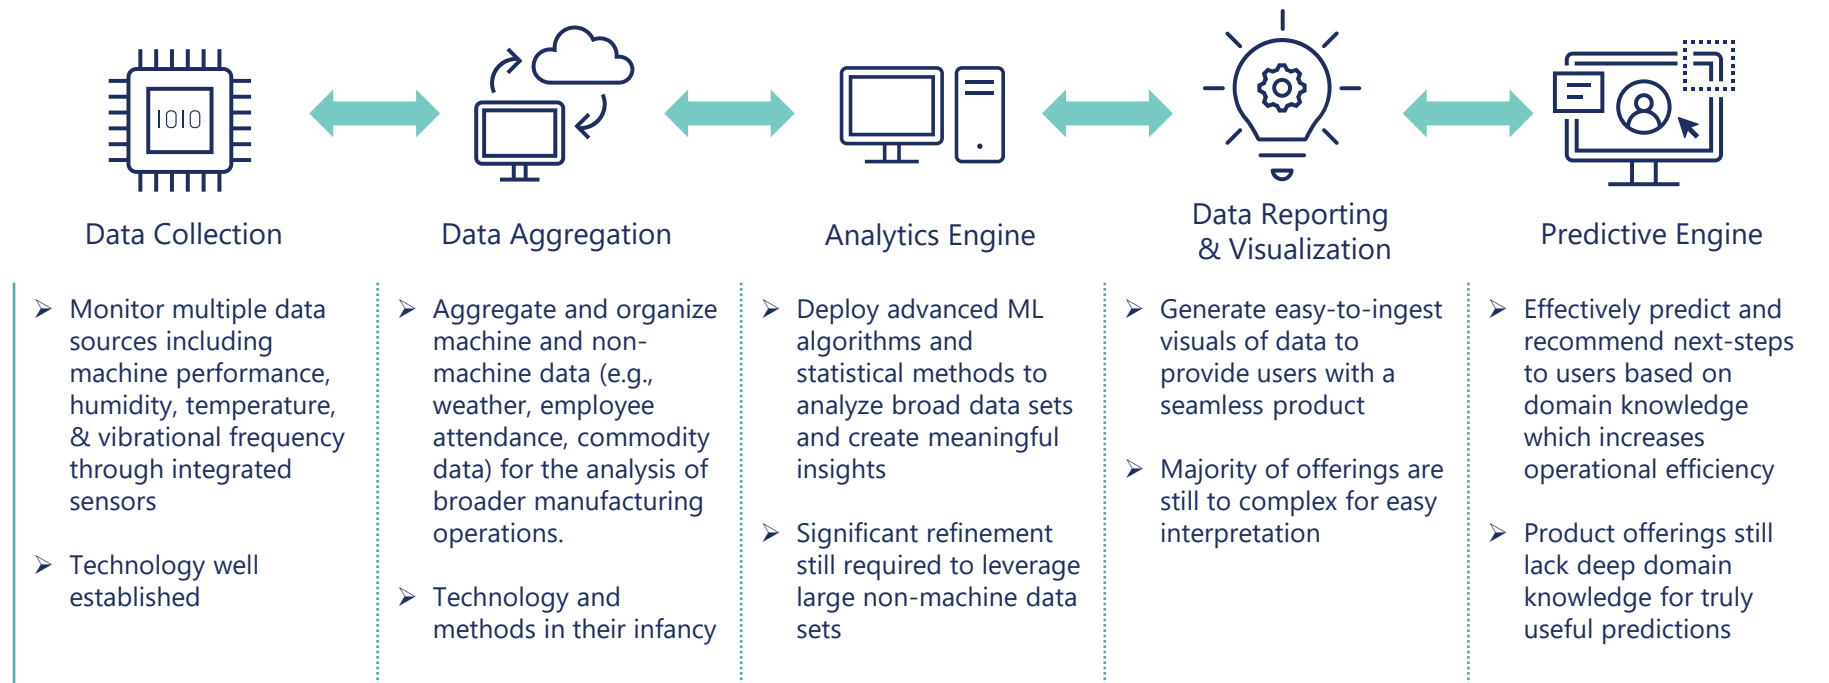 1010
Data Collection
Data Aggregation
Analytics Engine
Data Reporting
& Visualization
Predictive Engine
➢ Monitor multiple data
sources including
machine performance,
humidity, temperature,
& vibrational frequency
through integrated
sensors
➢ Technology well
established
➢ Aggregate and organize
machine and non-
machine data (e.g.,
weather, employee
attendance, commodity
data) for the analysis of
broader manufacturing
operations.
➢ Technology and
methods in their infancy
➢ Deploy advanced ML
algorithms and
statistical methods to
analyze broad data sets
and create meaningful
insights
➢ Significant refinement
still required to leverage
large non-machine data
sets
➢ Generate easy-to-ingest
visuals of data to
provide users with a
seamless product
➢ Majority of offerings are
still to complex for easy
interpretation
➢ Effectively predict and
recommend next-steps
to users based on
domain knowledge
which increases
operational efficiency
➢ Product offerings still
lack deep domain
knowledge for truly
useful predictions